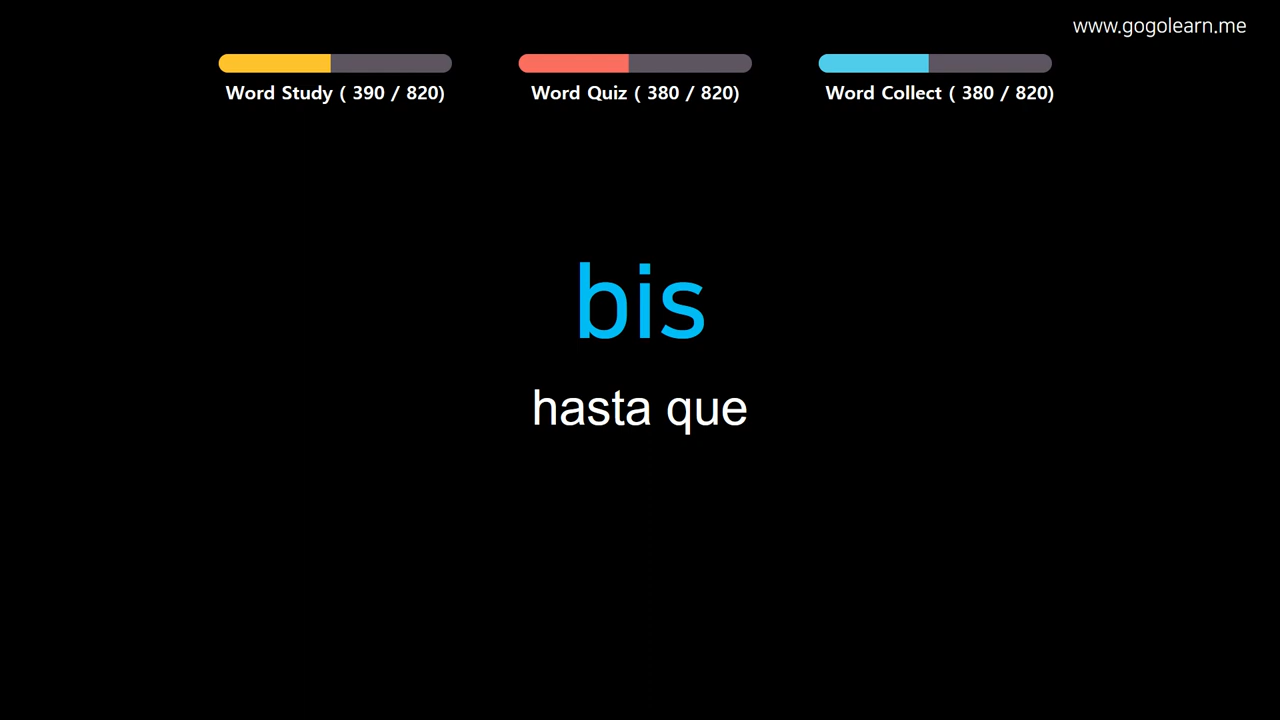 www.gogolearn.me
Word Study ( 390 / 820)
Word Quiz ( 380 / 820)
Word Collect ( 380 / 820)
bis
hasta que